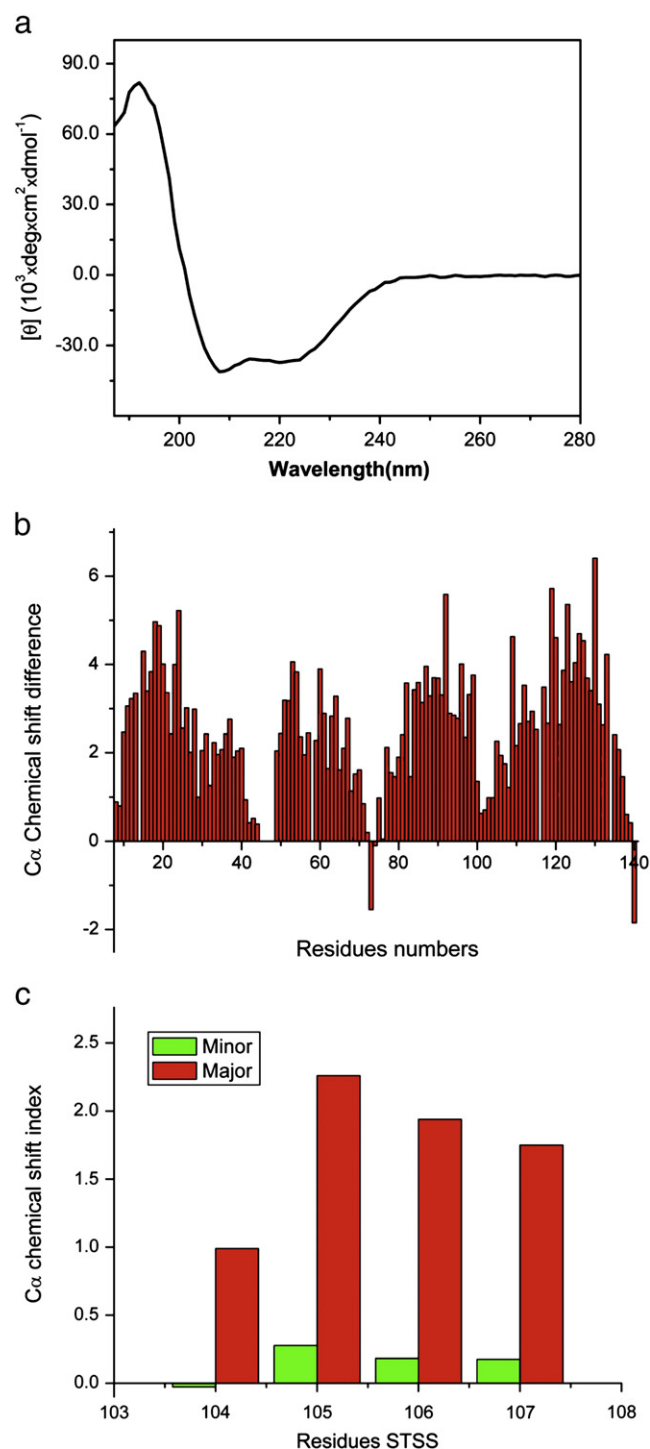 a
90.0
60.0
30.0
0.0
-30.0
[θ] (10³xdegxcm²xdmol⁻¹)
200 220 240 260 280
Wavelength(nm)
b
6
4
2
0
-2
Cα Chemical shift difference
20 40 60 80 100 120 140
Residues numbers
c
Minor
Major
2.5
2.0
1.5
1.0
0.5
0.0
Cα chemical shift index
103 104 105 106 107 108
Residues STSS